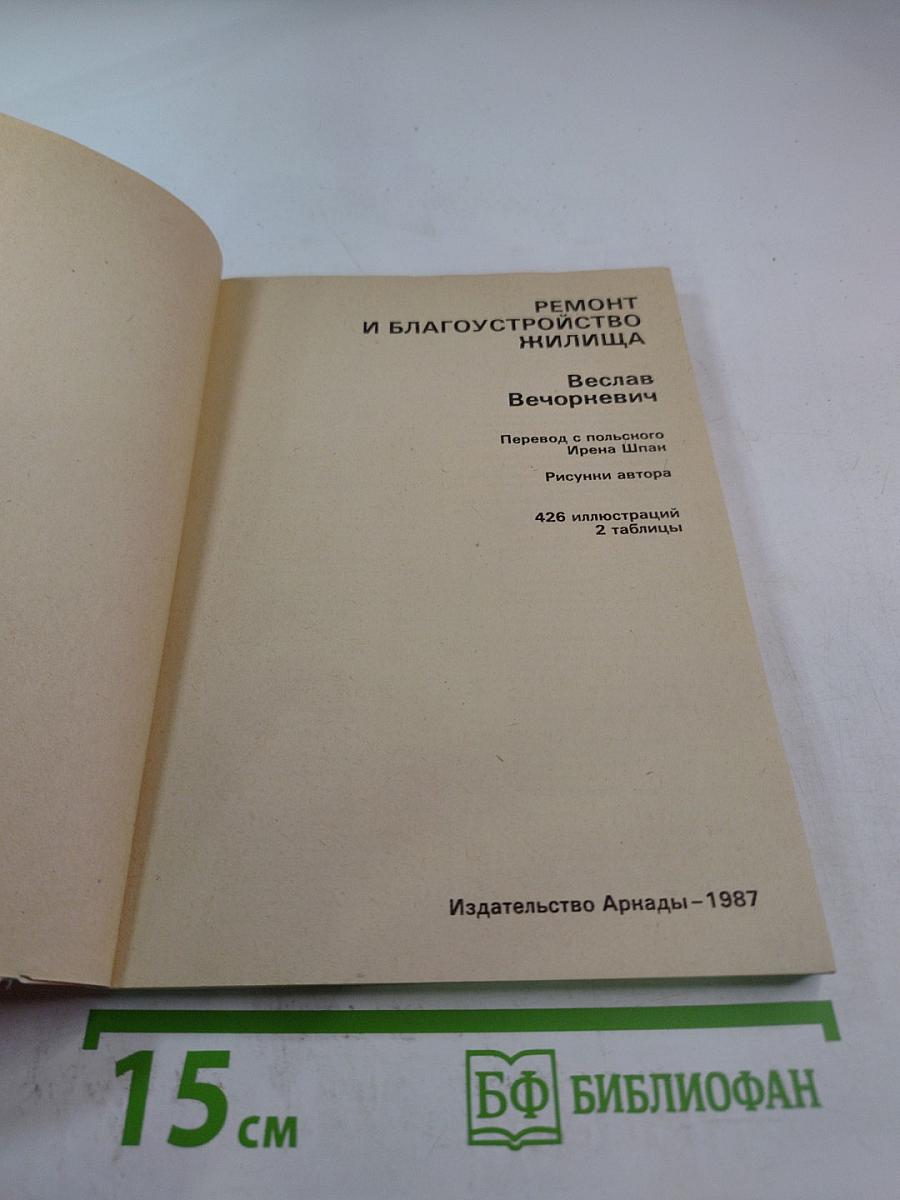 РЕМОНТ
И БЛАГОУСТРОЙСТВО
ЖИЛИЩА
Веслав
Вечоркевич
Перевод с польского
Ирена Шпак
Рисунки автора
426 иллюстраций
2 таблицы
Издательство Аркады–1987
15 см
БФ БИБЛИОФАН